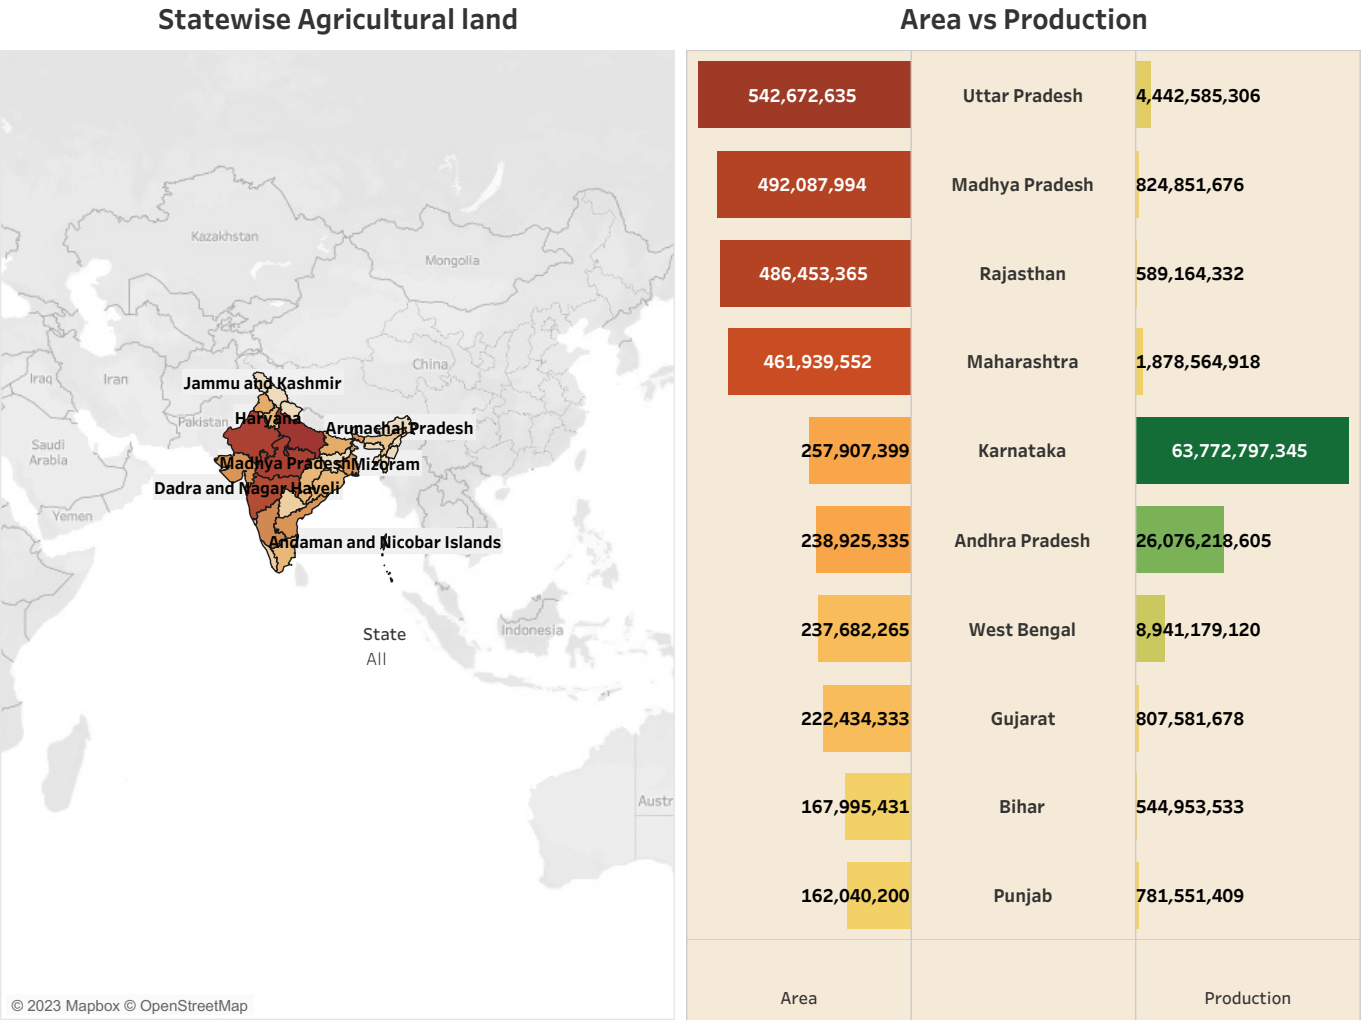 Statewise Agricultural land
Kazakhstan
Mongolia
China
Iraq
Iran
Pakistan
Saudi
Arabia
Yemen
Indonesia
Austr
Jammu and Kashmir
Haryana
Arunachal Pradesh
Madhya Pradesh
Mizoram
Dadra and Nagar Haveli
Andaman and Nicobar Islands
State
All
© 2023 Mapbox © OpenStreetMap
Area vs Production
542,672,635 Uttar Pradesh 4,442,585,306
492,087,994 Madhya Pradesh 824,851,676
486,453,365 Rajasthan 589,164,332
461,939,552 Maharashtra 1,878,564,918
257,907,399 Karnataka 63,772,797,345
238,925,335 Andhra Pradesh 26,076,218,605
237,682,265 West Bengal 8,941,179,120
222,434,333 Gujarat 807,581,678
167,995,431 Bihar 544,953,533
162,040,200 Punjab 781,551,409
Area Production